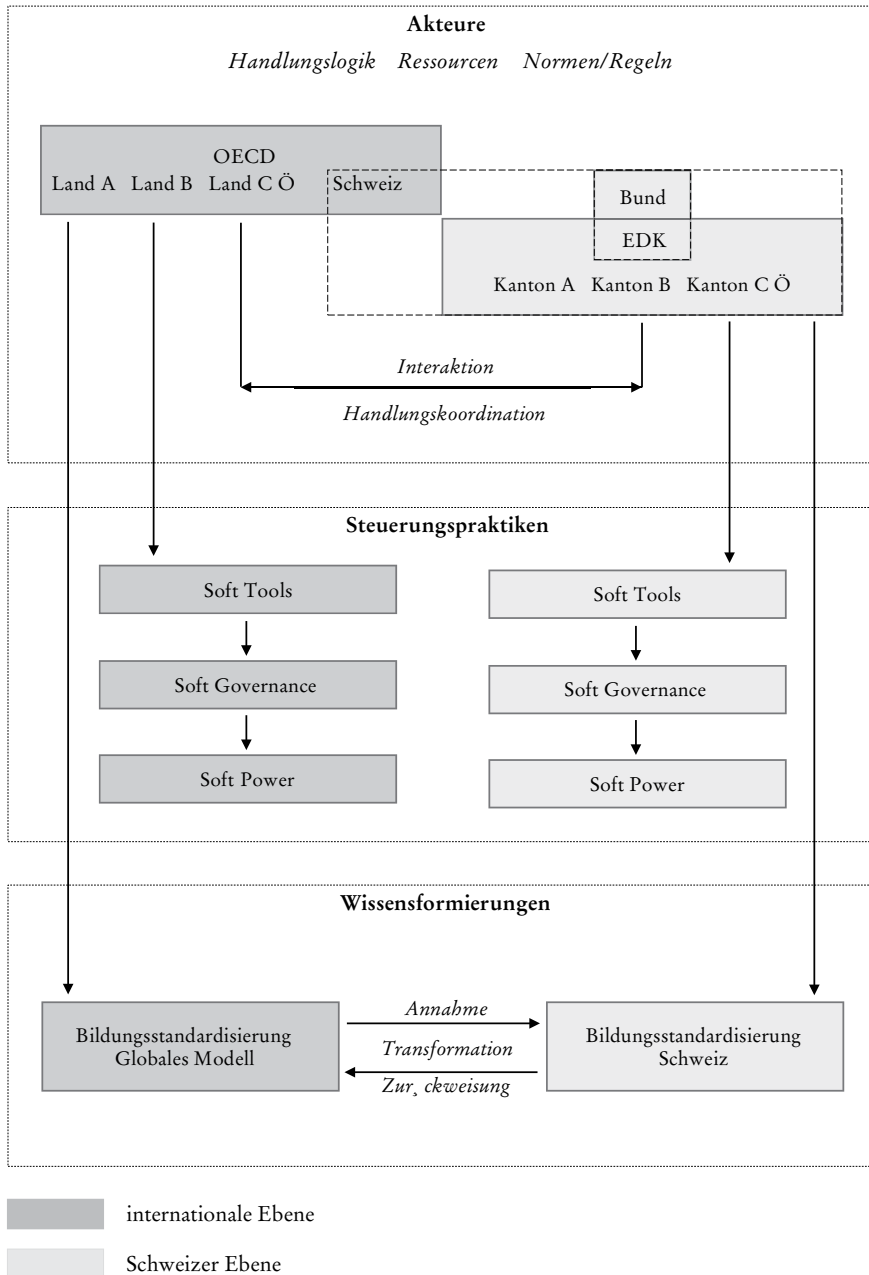 Akteure
Handlungslogik Ressourcen Normen/Regeln
OECD
Land A Land B Land C Ö Schweiz
Bund
EDK
Kanton A Kanton B Kanton C Ö
Interaktion
Handlungskoordination
Steuerungspraktiken
Soft Tools
Soft Governance
Soft Power
Soft Tools
Soft Governance
Soft Power
Wissensformierungen
Bildungsstandardisierung
Globales Modell
Annahme
Transformation
Zur¸ ckweisung
Bildungsstandardisierung
Schweiz
internationale Ebene
Schweizer Ebene